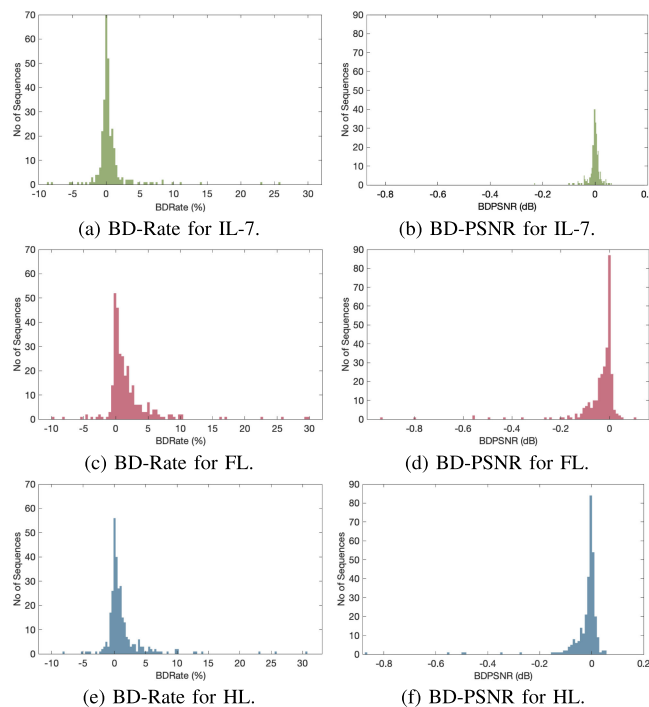 70
60
50
40
30
20
10
0
No of Sequences
-10 -5 0 5 10 15 20 25 30
BDRate (%)
(a) BD-Rate for IL-7.
90
80
70
60
50
40
30
20
10
0
No of Sequences
-0.8 -0.6 -0.4 -0.2 0 0.
BDPSNR (dB)
(b) BD-PSNR for IL-7.
70
60
50
40
30
20
10
0
No of Sequences
-10 -5 0 5 10 15 20 25 30
BDRate (%)
(c) BD-Rate for FL.
90
80
70
60
50
40
30
20
10
0
No of Sequences
-0.8 -0.6 -0.4 -0.2 0
BDPSNR (dB)
(d) BD-PSNR for FL.
70
60
50
40
30
20
10
0
No of Sequences
-10 -5 0 5 10 15 20 25 30
BDRate (%)
(e) BD-Rate for HL.
90
80
70
60
50
40
30
20
10
0
No of Sequences
-0.8 -0.6 -0.4 -0.2 0 0.2
BDPSNR (dB)
(f) BD-PSNR for HL.